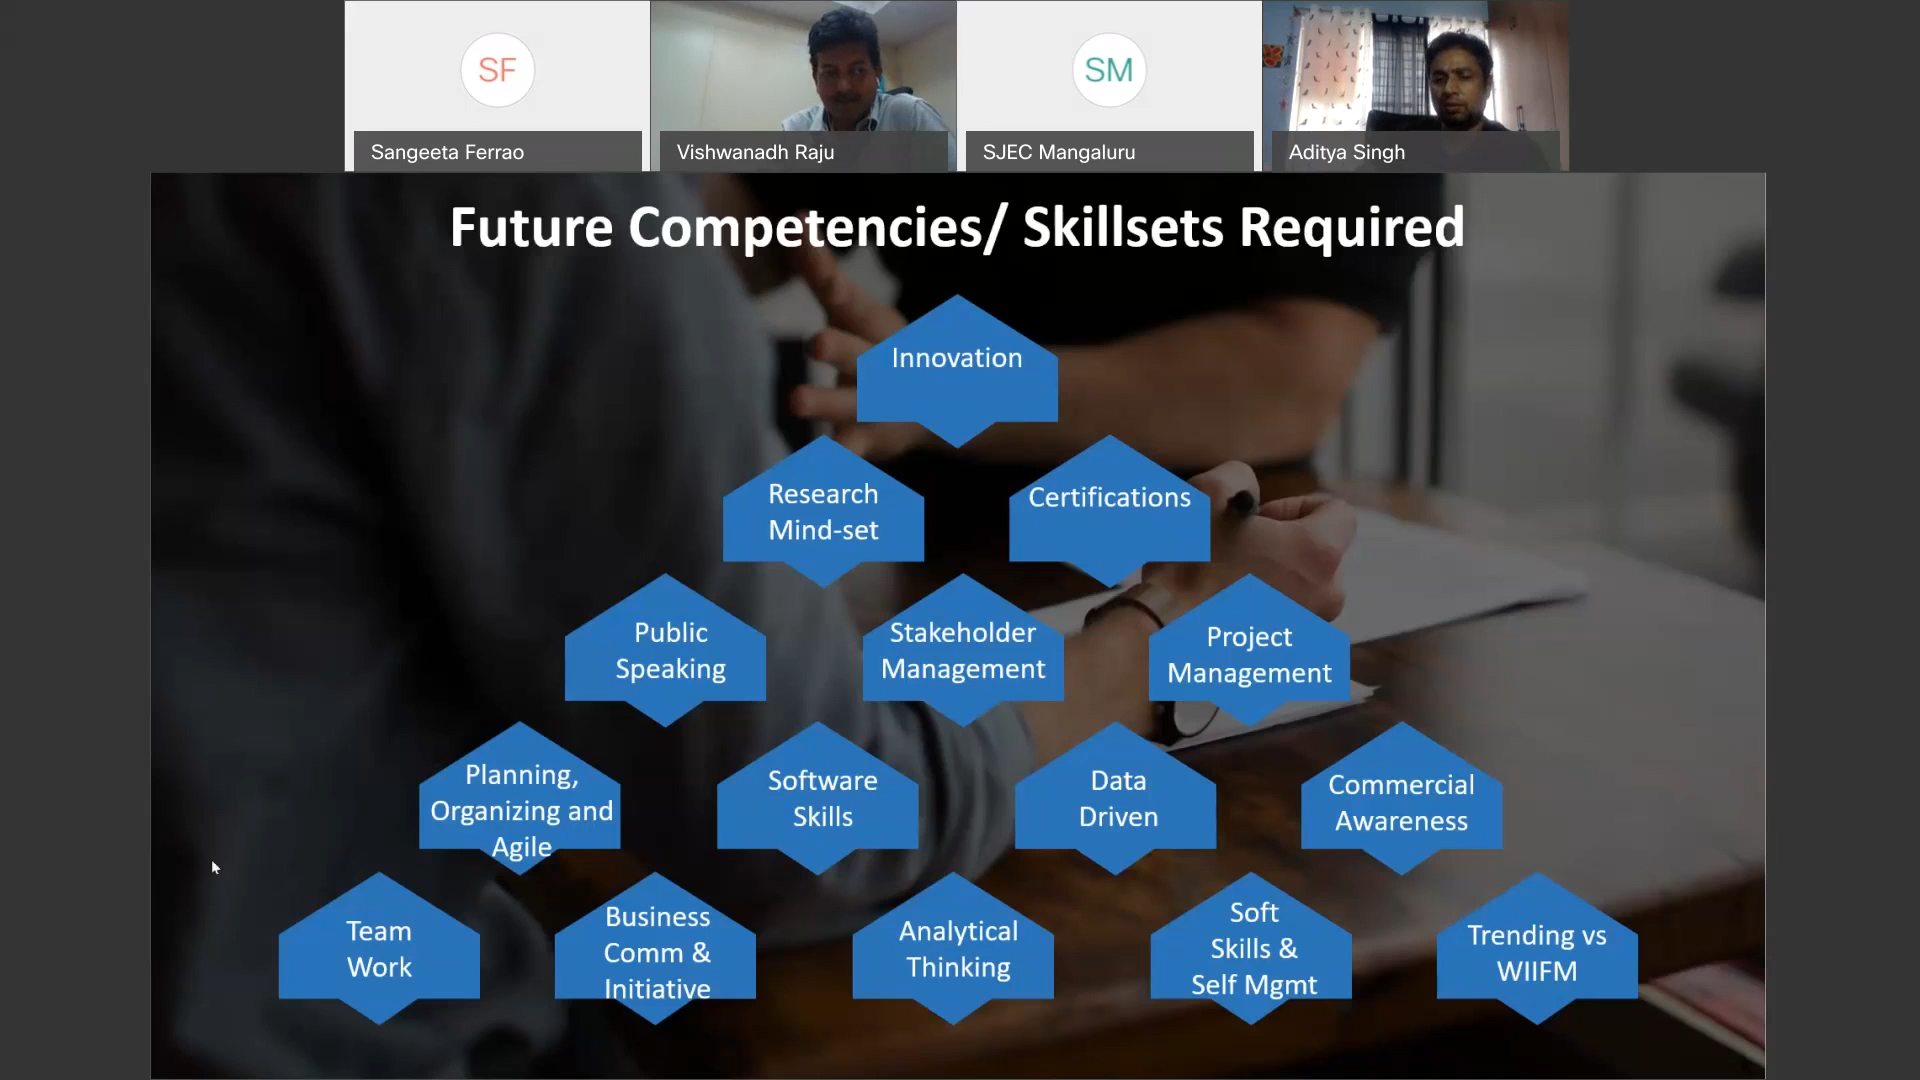 SF
SM
Sangeeta Ferrao
Vishwanadh Raju
SJEC Mangaluru
Aditya Singh
Future Competencies/ Skillsets Required
Innovation
Research
Mind-set
Certifications
Public
Speaking
Stakeholder
Management
Project
Management
Planning,
Organizing and
Agile
Software
Skills
Data
Driven
Commercial
Awareness
Team
Work
Business
Comm &
Initiative
Analytical
Thinking
Soft
Skills &
Self Mgmt
Trending vs
WIIFM